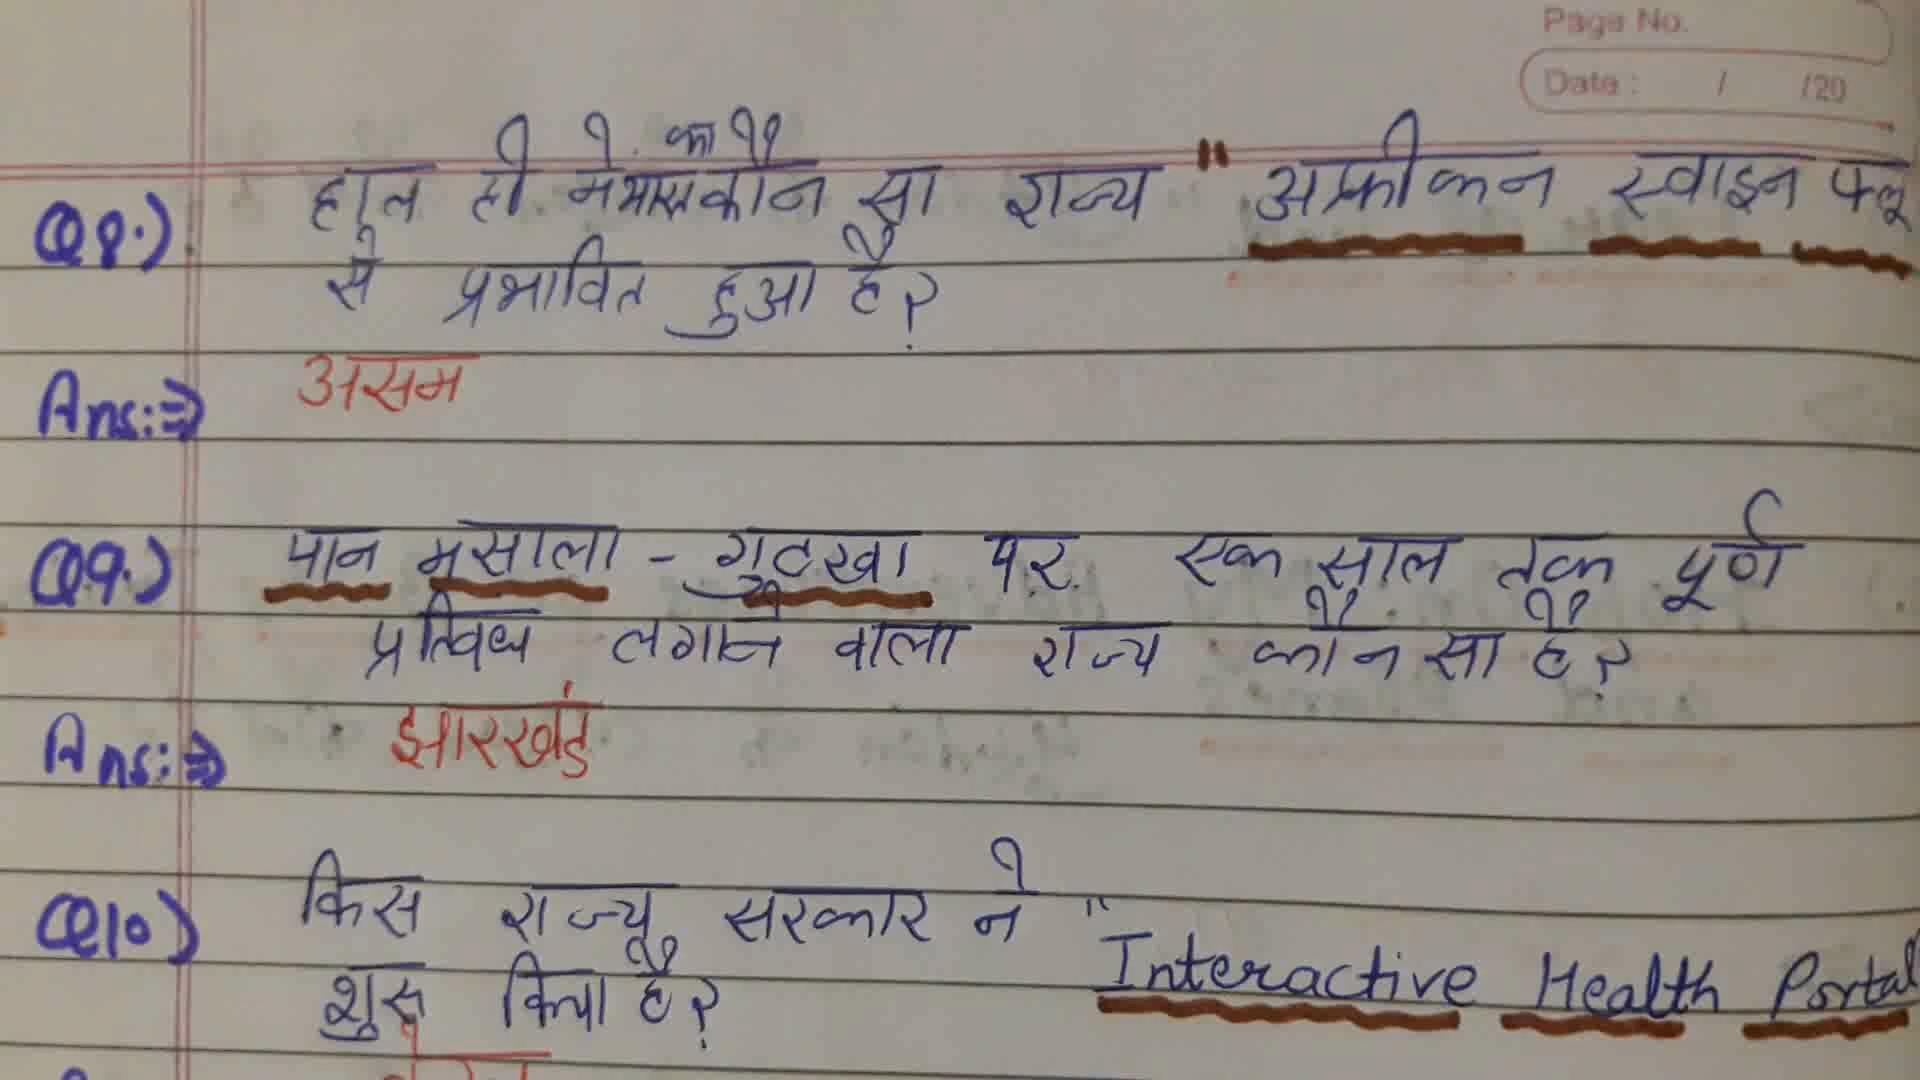 Page No.
Date : / /20
Q8.) हाल ही में भारत का कौन सा राज्य "अफ्रीकन स्वाइन फ्लू
से प्रभावित हुआ है?
Ans:⇒ असम
Q9.) पान मसाला - गुटखा पर एक साल तक पूर्ण
प्रतिबंध लगाने वाला राज्य कौन सा है?
Ans:⇒ झारखंड
Q10) किस राज्य सरकार ने "Interactive Health Portal
शुरू किया है?